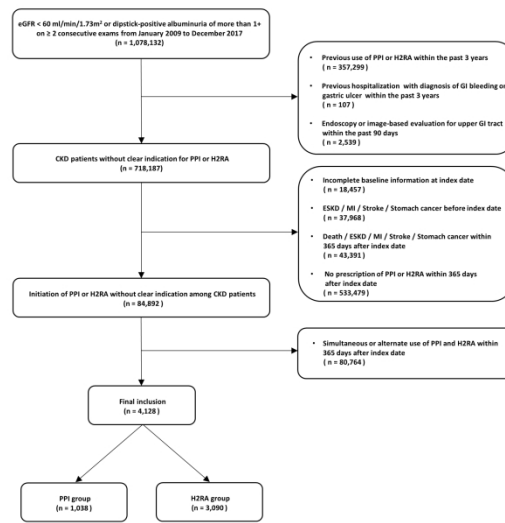 eGFR < 60 ml/min/1.73m² or dipstick-positive albuminuria of more than 1+
on ≥ 2 consecutive exams from January 2009 to December 2017
(n = 1,078,132)
• Previous use of PPI or H2RA within the past 3 years
( n = 357,299)
• Previous hospitalization with diagnosis of GI bleeding or
gastric ulcer within the past 3 years
( n = 107)
• Endoscopy or image-based evaluation for upper GI tract
within the past 90 days
( n = 2,539)
CKD patients without clear indication for PPI or H2RA
(n = 718,187)
• Incomplete baseline information at index date
( n = 18,457)
• ESKD / MI / Stroke / Stomach cancer before index date
( n = 37,968)
• Death / ESKD / MI / Stroke / Stomach cancer within
365 days after index date
( n = 43,391)
• No prescription of PPI or H2RA within 365 days
after index date
( n = 533,479)
Initiation of PPI or H2RA without clear indication among CKD patients
(n = 84,892)
• Simultaneous or alternate use of PPI and H2RA within
365 days after index date
( n = 80,764)
Final inclusion
(n = 4,128 )
PPI group
(n = 1,038)
H2RA group
(n = 3,090)